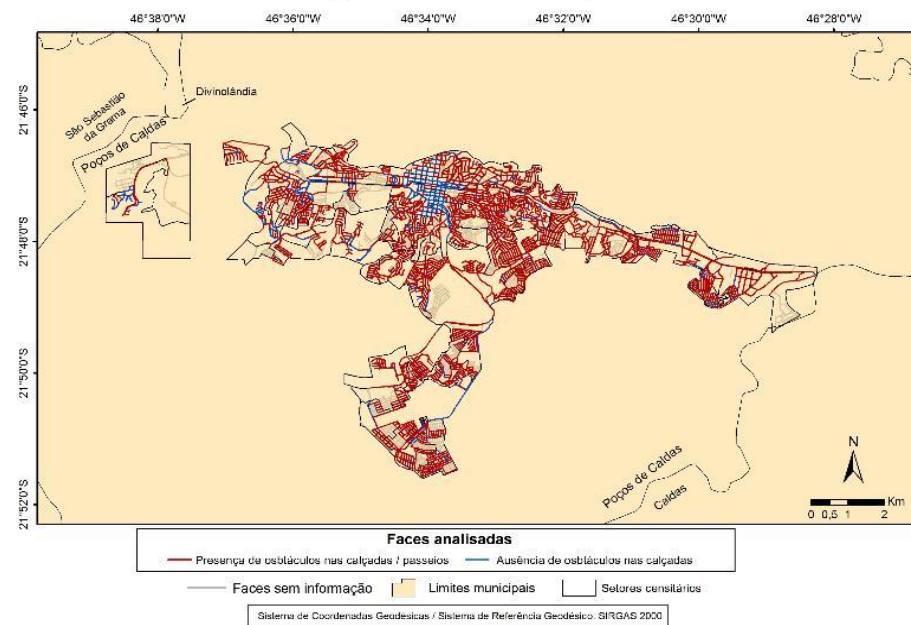 46°38'0"W 46°36'0"W 46°34'0"W 46°32'0"W 46°30'0"W 46°28'0"W
21°46'0"S
21°48'0"S
21°50'0"S
21°52'0"S
Divinolândia
São Sebastião
da Grama
Poços de Caldas
Poços de Caldas
Caldas
N
Km
0 0,5 1 2
Faces analisadas
Presença de osbtáculos nas calçadas / passeios Ausência de osbtáculos nas calçadas
Faces sem informação Limites municipais Setores censitários
Sistema de Coordenadas Geodésicas / Sistema de Referência Geodésico: SIRGAS 2000